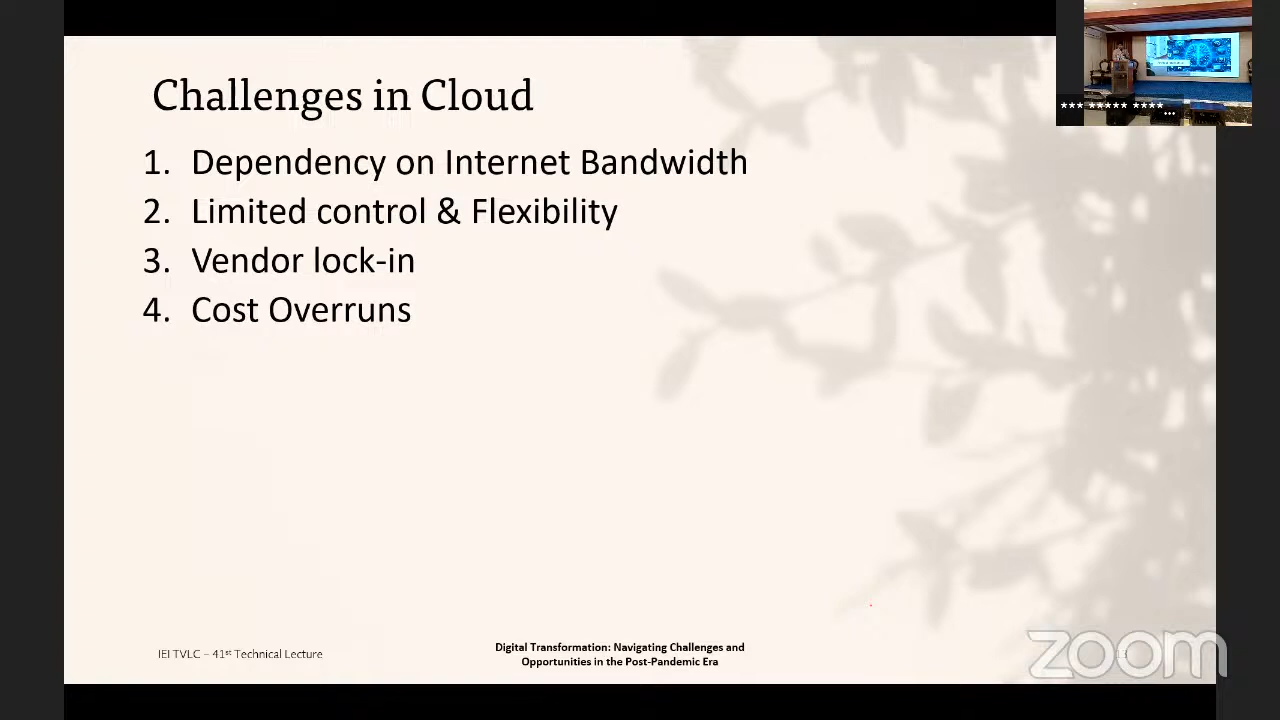 Challenges in Cloud
1. Dependency on Internet Bandwidth
2. Limited control & Flexibility
3. Vendor lock-in
4. Cost Overruns
IEI TVLC – 41st Technical Lecture
Digital Transformation: Navigating Challenges and
Opportunities in the Post-Pandemic Era
13
zoom
*** ***** ****
...